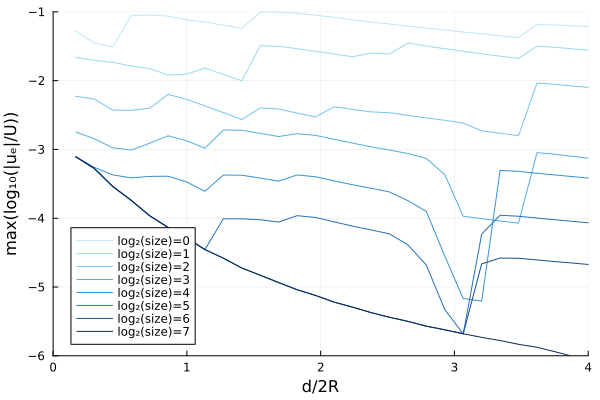 −1
−2
−3
−4
−5
−6
max(log₁₀(|uₑ|/U))
log₂(size)=0
log₂(size)=1
log₂(size)=2
log₂(size)=3
log₂(size)=4
log₂(size)=5
log₂(size)=6
log₂(size)=7
0
1
2
3
4
d/2R